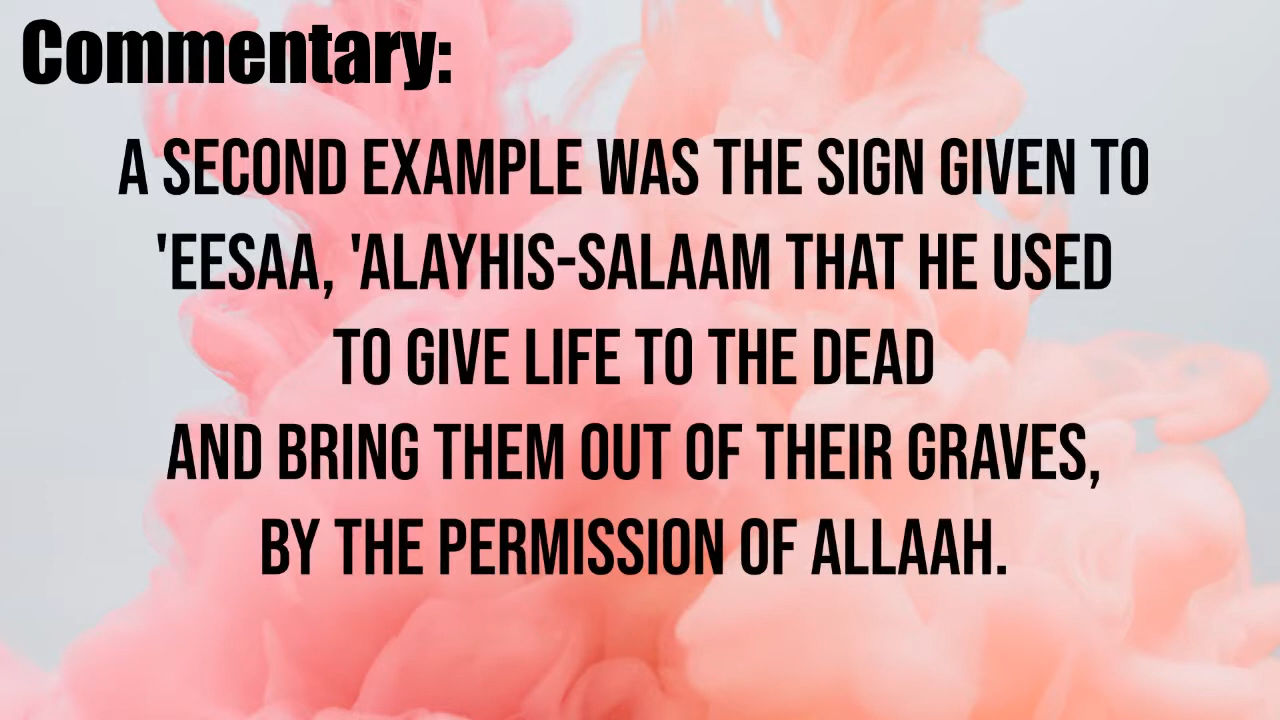 Commentary:
A SECOND EXAMPLE WAS THE SIGN GIVEN TO
'EESAA, 'ALAYHIS-SALAAM THAT HE USED
TO GIVE LIFE TO THE DEAD
AND BRING THEM OUT OF THEIR GRAVES,
BY THE PERMISSION OF ALLAAH.